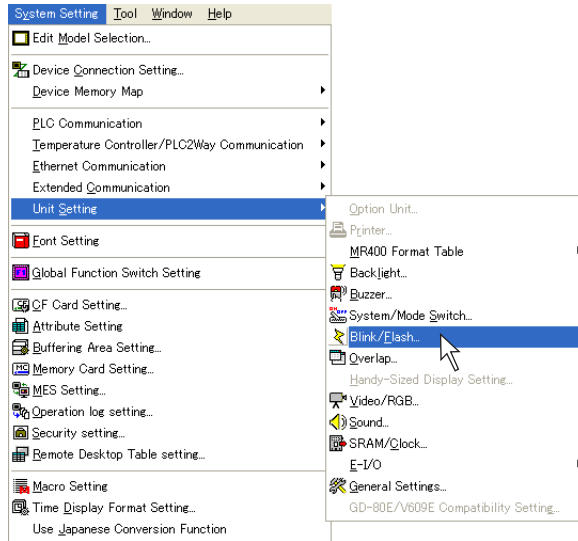 System Setting Tool Window Help
Edit Model Selection...
Device Connection Setting...
Device Memory Map
PLC Communication
Temperature Controller/PLC2Way Communication
Ethernet Communication
Extended Communication
Unit Setting
Font Setting
Global Function Switch Setting
CF Card Setting...
Attribute Setting
Buffering Area Setting...
Memory Card Setting...
MES Setting...
Operation log setting...
Security setting...
Remote Desktop Table setting...
Macro Setting
Time Display Format Setting...
Use Japanese Conversion Function
Option Unit...
Printer...
MR400 Format Table
Backlight...
Buzzer...
System/Mode Switch...
Blink/Flash...
Overlap...
Handy-Sized Display Setting...
Video/RGB...
Sound...
SRAM/Clock...
E-I/O
General Settings...
GD-80E/V609E Compatibility Setting...